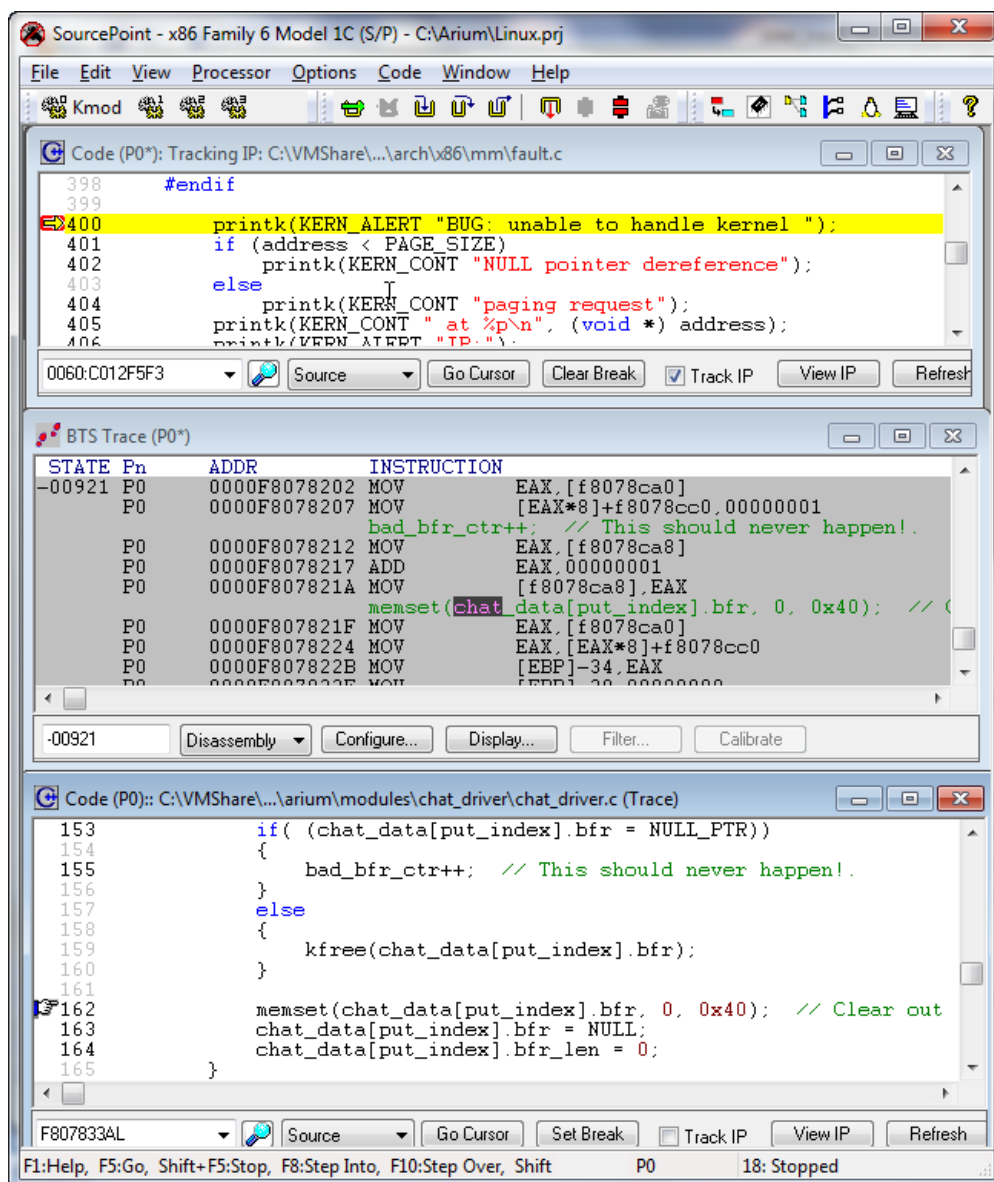 SourcePoint - x86 Family 6 Model 1C (S/P) - C:\Arium\Linux.prj
File Edit View Processor Options Code Window Help
Kmod
Code (P0*): Tracking IP: C:\VMShare\...\arch\x86\mm\fault.c
398 #endif
399
400 printk(KERN_ALERT "BUG: unable to handle kernel ");
401 if (address < PAGE_SIZE)
402 printk(KERN_CONT "NULL pointer dereference");
403 else
404 printk(KERN_CONT "paging request");
405 printk(KERN_CONT " at %p\n", (void *) address);
406 printk(KERN_ALERT "IP:");
0060:C012F5F3 Source Go Cursor Clear Break Track IP View IP Refresh
BTS Trace (P0*)
STATE Pn ADDR INSTRUCTION
-00921 P0 0000F8078202 MOV EAX,[f8078ca0]
P0 0000F8078207 MOV [EAX*8]+f8078cc0,00000001
bad_bfr_ctr++; // This should never happen!.
P0 0000F8078212 MOV EAX,[f8078ca8]
P0 0000F8078217 ADD EAX,00000001
P0 0000F807821A MOV [f8078ca8],EAX
memset(chat_data[put_index].bfr, 0, 0x40); // 
P0 0000F807821F MOV EAX,[f8078ca0]
P0 0000F8078224 MOV EAX,[EAX*8]+f8078cc0
P0 0000F807822B MOV [EBP]-34,EAX
P0 0000F807822E MOV
-00921 Disassembly Configure... Display... Filter... Calibrate
Code (P0):: C:\VMShare\...\arium\modules\chat_driver\chat_driver.c (Trace)
153 if( (chat_data[put_index].bfr = NULL_PTR))
154 {
155 bad_bfr_ctr++; // This should never happen!.
156 }
157 else
158 {
159 kfree(chat_data[put_index].bfr);
160 }
161
162 memset(chat_data[put_index].bfr, 0, 0x40); // Clear out
163 chat_data[put_index].bfr = NULL;
164 chat_data[put_index].bfr_len = 0;
165 }
F807833AL Source Go Cursor Set Break Track IP View IP Refresh
F1:Help, F5:Go, Shift+F5:Stop, F8:Step Into, F10:Step Over, Shift P0 18: Stopped